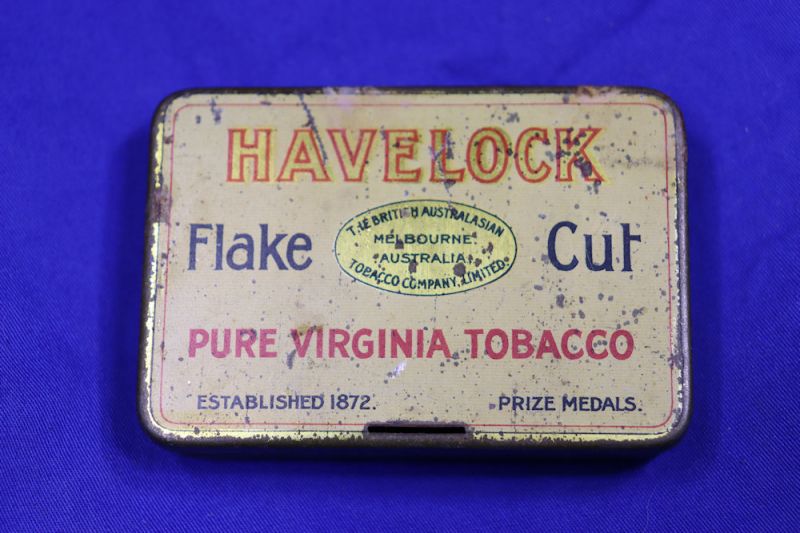 HAVELOCK
Flake Cut
THE BRITISH AUSTRALASIAN
MELBOURNE.
AUSTRALIA.
TOBACCO COMPANY. LIMITED.
PURE VIRGINIA TOBACCO
ESTABLISHED 1872. PRIZE MEDALS.